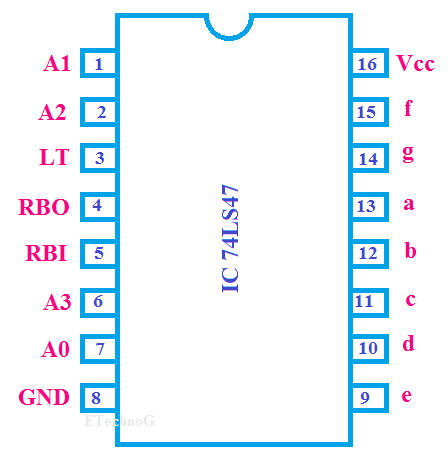 A1 1 16 Vcc
A2 2 15 f
LT 3 14 g
RBO 4 13 a
RBI 5 12 b
A3 6 11 c
A0 7 10 d
GND 8 9 e
IC 74LS47
ETechnoG